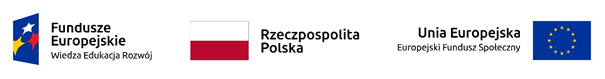 Fundusze
Europejskie
Wiedza Edukacja Rozwój
Rzeczpospolita
Polska
Unia Europejska
Europejski Fundusz Społeczny